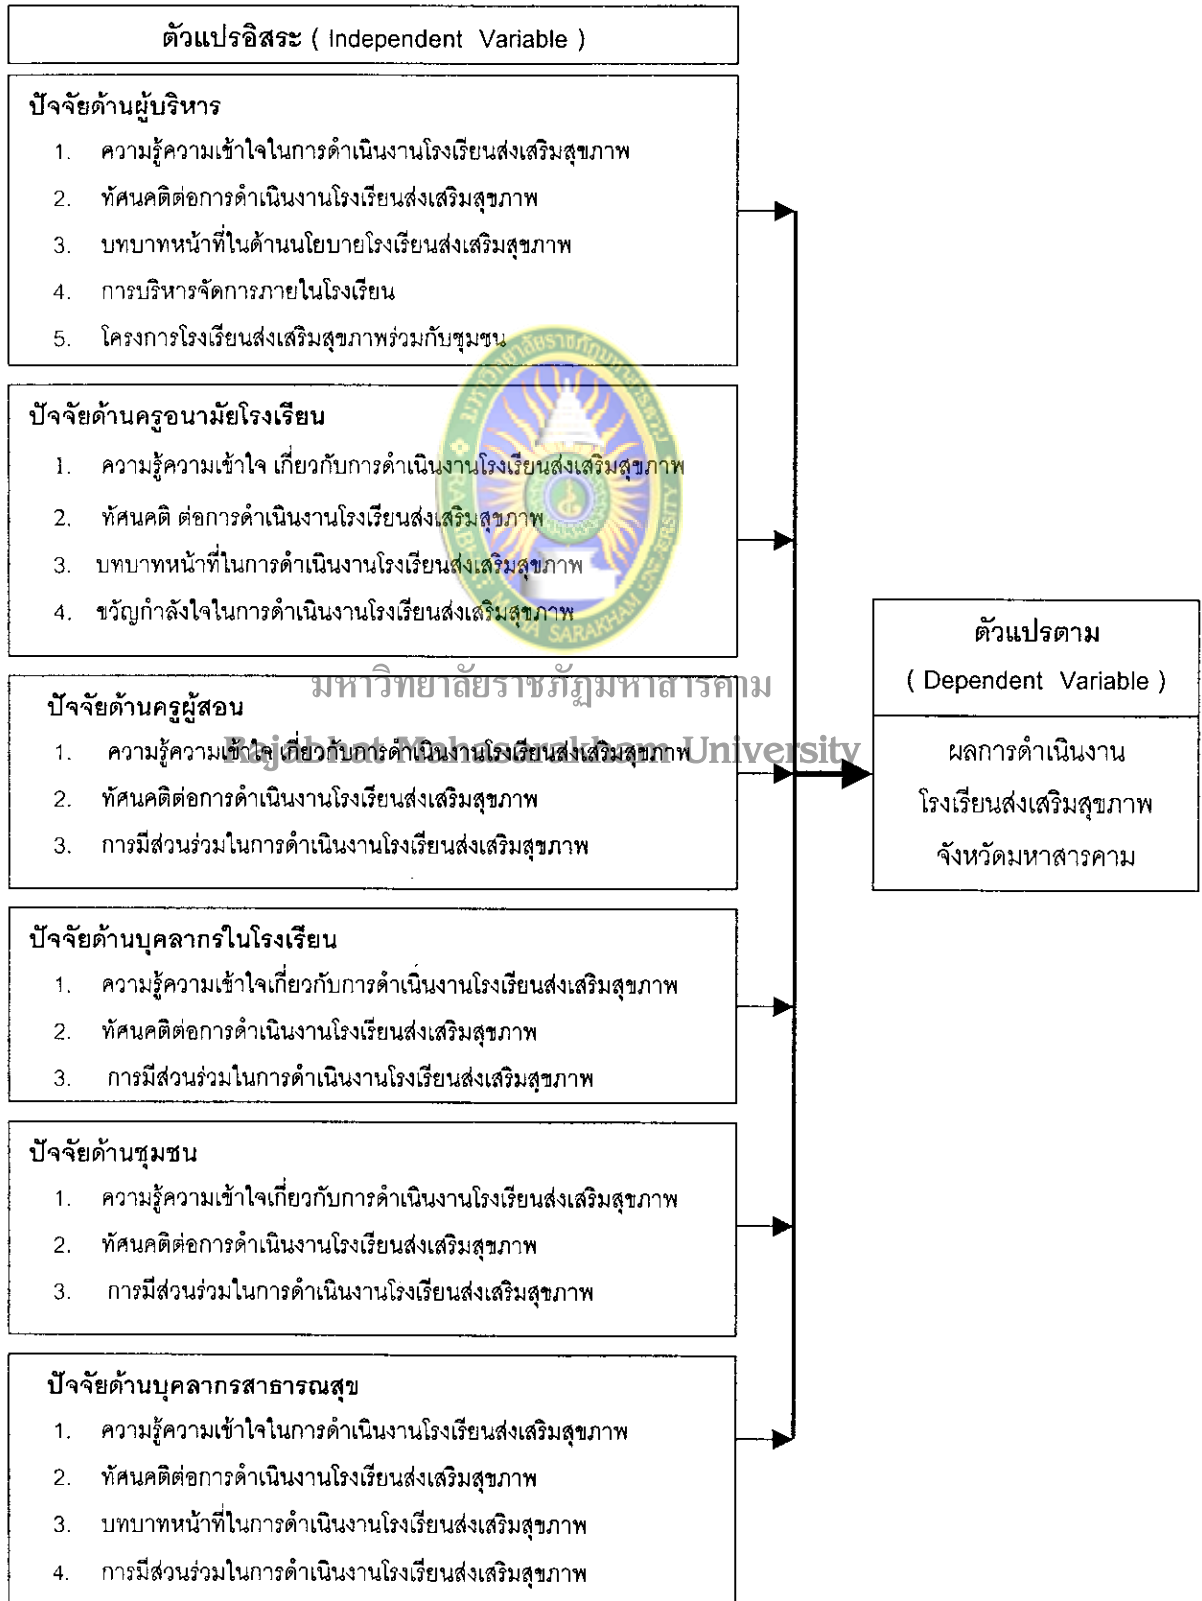 ตัวแปรอิสระ ( Independent Variable )
ปัจจัยด้านผู้บริหาร
1. ความรู้ความเข้าใจในการดำเนินงานโรงเรียนส่งเสริมสุขภาพ
2. ทัศนคติต่อการดำเนินงานโรงเรียนส่งเสริมสุขภาพ
3. บทบาทหน้าที่ในด้านนโยบายโรงเรียนส่งเสริมสุขภาพ
4. การบริหารจัดการภายในโรงเรียน
5. โครงการโรงเรียนส่งเสริมสุขภาพร่วมกับชุมชน
ปัจจัยด้านครูอนามัยโรงเรียน
1. ความรู้ความเข้าใจ เกี่ยวกับการดำเนินงานโรงเรียนส่งเสริมสุขภาพ
2. ทัศนคติ ต่อการดำเนินงานโรงเรียนส่งเสริมสุขภาพ
3. บทบาทหน้าที่ในการดำเนินงานโรงเรียนส่งเสริมสุขภาพ
4. ขวัญกำลังใจในการดำเนินงานโรงเรียนส่งเสริมสุขภาพ
มหาวิทยาลัยราชภัฏมหาสารคาม
Rajabhat Mahasarakham University
ปัจจัยด้านครูผู้สอน
1. ความรู้ความเข้าใจ เกี่ยวกับการดำเนินงานโรงเรียนส่งเสริมสุขภาพ
2. ทัศนคติต่อการดำเนินงานโรงเรียนส่งเสริมสุขภาพ
3. การมีส่วนร่วมในการดำเนินงานโรงเรียนส่งเสริมสุขภาพ
ปัจจัยด้านบุคลากรในโรงเรียน
1. ความรู้ความเข้าใจเกี่ยวกับการดำเนินงานโรงเรียนส่งเสริมสุขภาพ
2. ทัศนคติต่อการดำเนินงานโรงเรียนส่งเสริมสุขภาพ
3. การมีส่วนร่วมในการดำเนินงานโรงเรียนส่งเสริมสุขภาพ
ปัจจัยด้านชุมชน
1. ความรู้ความเข้าใจเกี่ยวกับการดำเนินงานโรงเรียนส่งเสริมสุขภาพ
2. ทัศนคติต่อการดำเนินงานโรงเรียนส่งเสริมสุขภาพ
3. การมีส่วนร่วมในการดำเนินงานโรงเรียนส่งเสริมสุขภาพ
ปัจจัยด้านบุคลากรสาธารณสุข
1. ความรู้ความเข้าใจในการดำเนินงานโรงเรียนส่งเสริมสุขภาพ
2. ทัศนคติต่อการดำเนินงานโรงเรียนส่งเสริมสุขภาพ
3. บทบาทหน้าที่ในการดำเนินงานโรงเรียนส่งเสริมสุขภาพ
4. การมีส่วนร่วมในการดำเนินงานโรงเรียนส่งเสริมสุขภาพ
ตัวแปรตาม
( Dependent Variable )
ผลการดำเนินงาน
โรงเรียนส่งเสริมสุขภาพ
จังหวัดมหาสารคาม